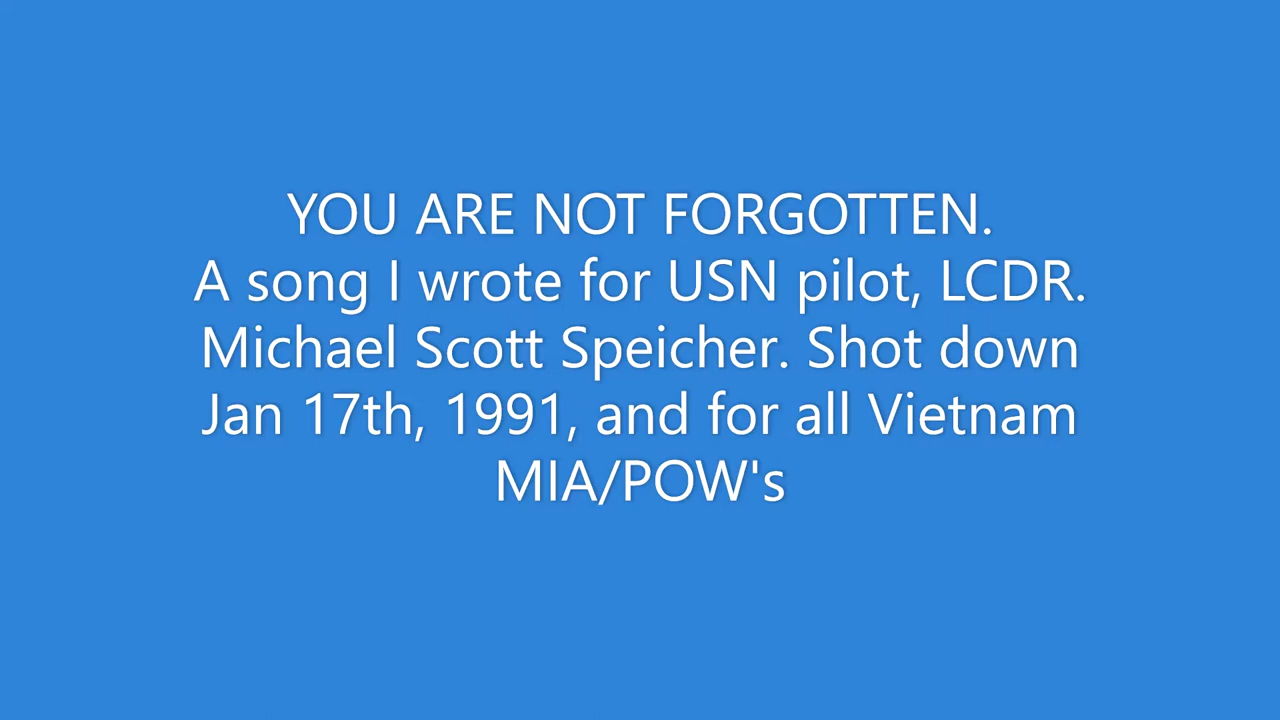 YOU ARE NOT FORGOTTEN.
A song I wrote for USN pilot, LCDR.
Michael Scott Speicher. Shot down
Jan 17th, 1991, and for all Vietnam
MIA/POW's